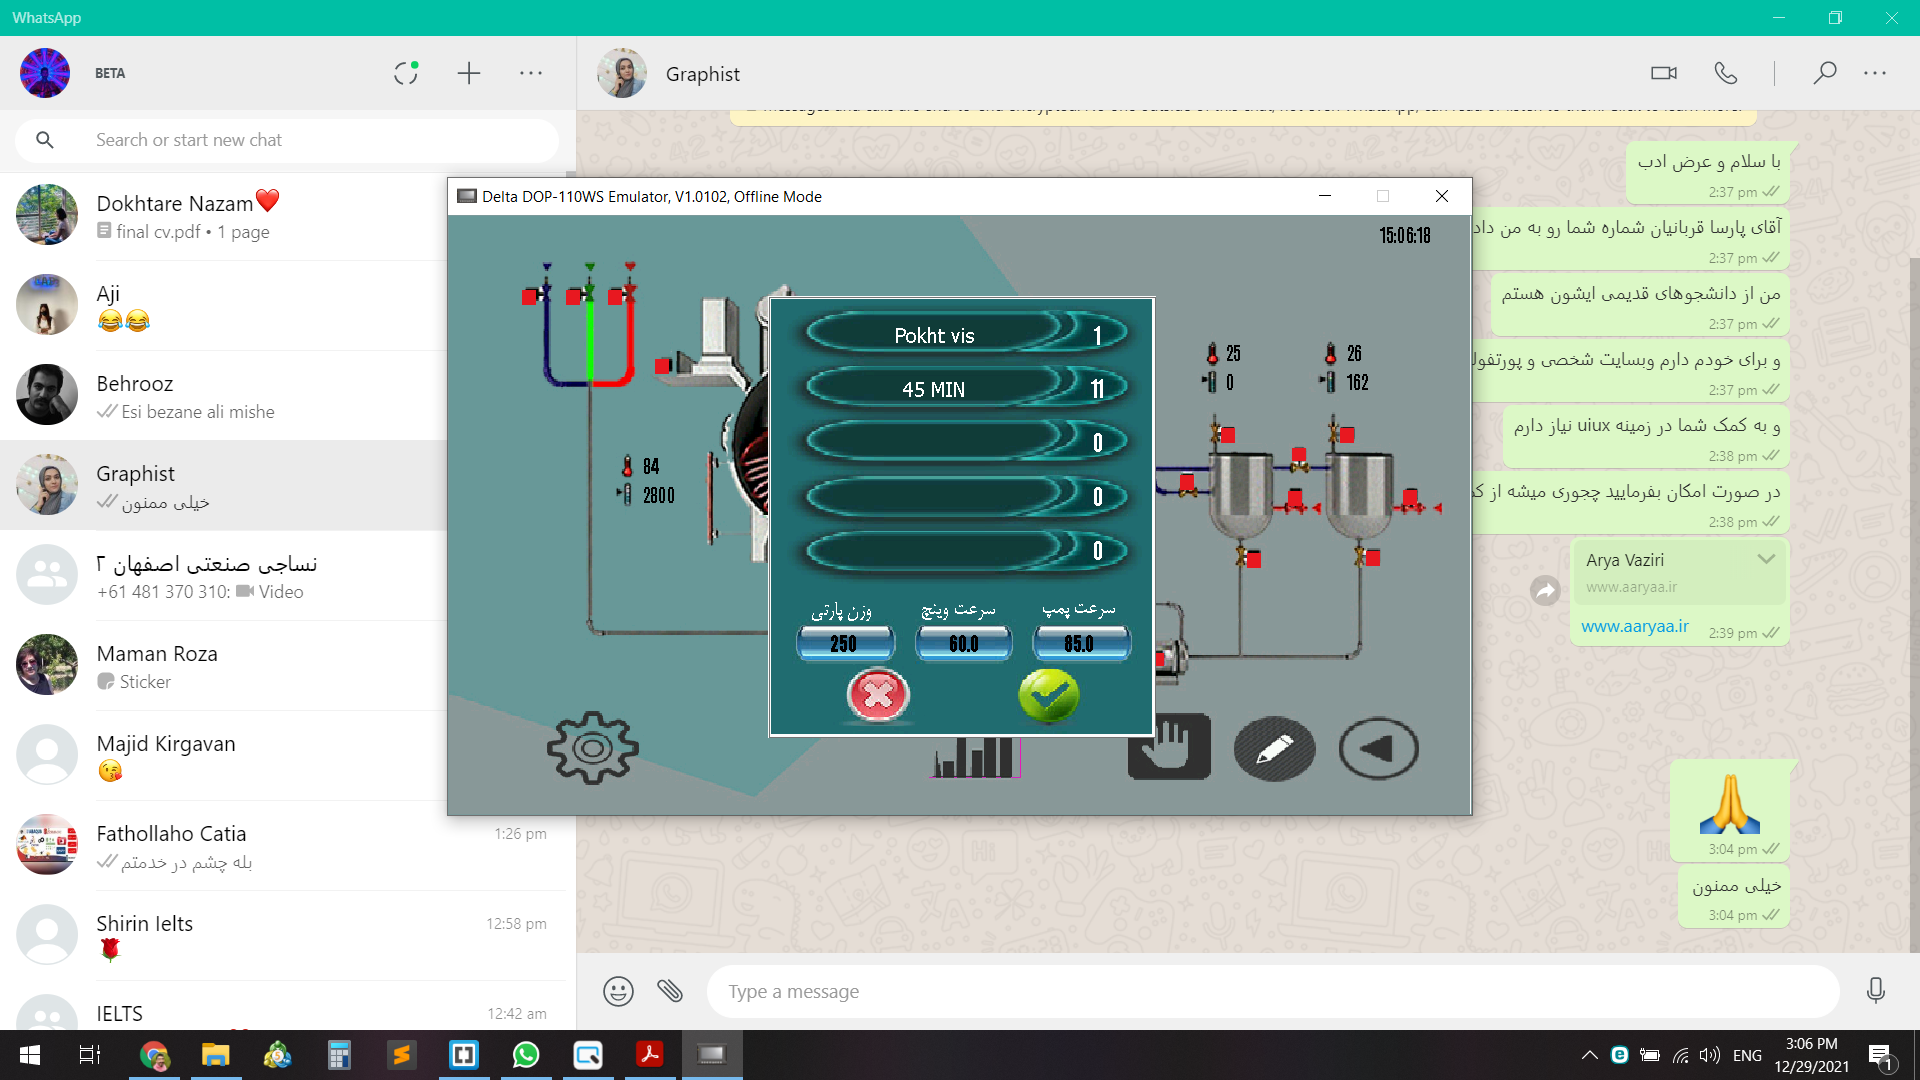 WhatsApp
BETA
Search or start new chat
Dokhtare Nazam❤️
final cv.pdf • 1 page
Aji
😂😂
Behrooz
Esi bezane ali mishe
Graphist
خیلی ممنون
نساجی صنعتی اصفهان ۲
+61 481 370 310: Video
Maman Roza
Sticker
Majid Kirgavan
😘
Fathollaho Catia
1:26 pm
بله چشم در خدمتم
Shirin Ielts
12:58 pm
🌹
IELTS
12:42 am
Graphist
با سلام و عرض ادب
2:37 pm
آقای پارسا قربانیان شماره شما رو به من داد
2:37 pm
من از دانشجوهای قدیمی ایشون هستم
2:37 pm
و برای خودم دارم وبسایت شخصی و پورتفول
2:37 pm
و به کمک شما در زمینه uiux نیاز دارم
2:38 pm
در صورت امکان بفرمایید چجوری میشه از
2:38 pm
Arya Vaziri
www.aaryaa.ir
www.aaryaa.ir
2:39 pm
🙏
3:04 pm
خیلی ممنون
3:04 pm
Type a message
Delta DOP-110WS Emulator, V1.0102, Offline Mode
15:06:18
25
0
26
162
84
2800
Pokht vis 1
45 MIN 11
0
0
0
وزن پارتی سرعت وینچ سرعت پمپ
250 60.0 85.0
ENG
3:06 PM
12/29/2021
1